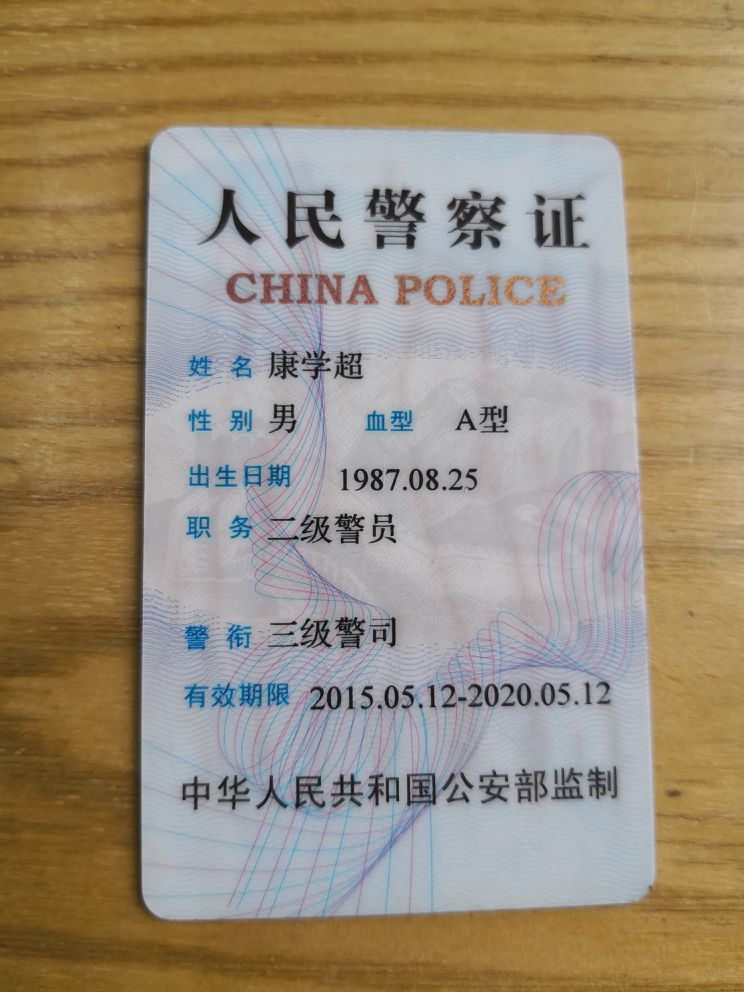 人民警察证
CHINA POLICE
姓名 康学超
性别 男 血型 A型
出生日期 1987.08.25
职务 二级警员
警衔 三级警司
有效期限 2015.05.12-2020.05.12
中华人民共和国公安部监制